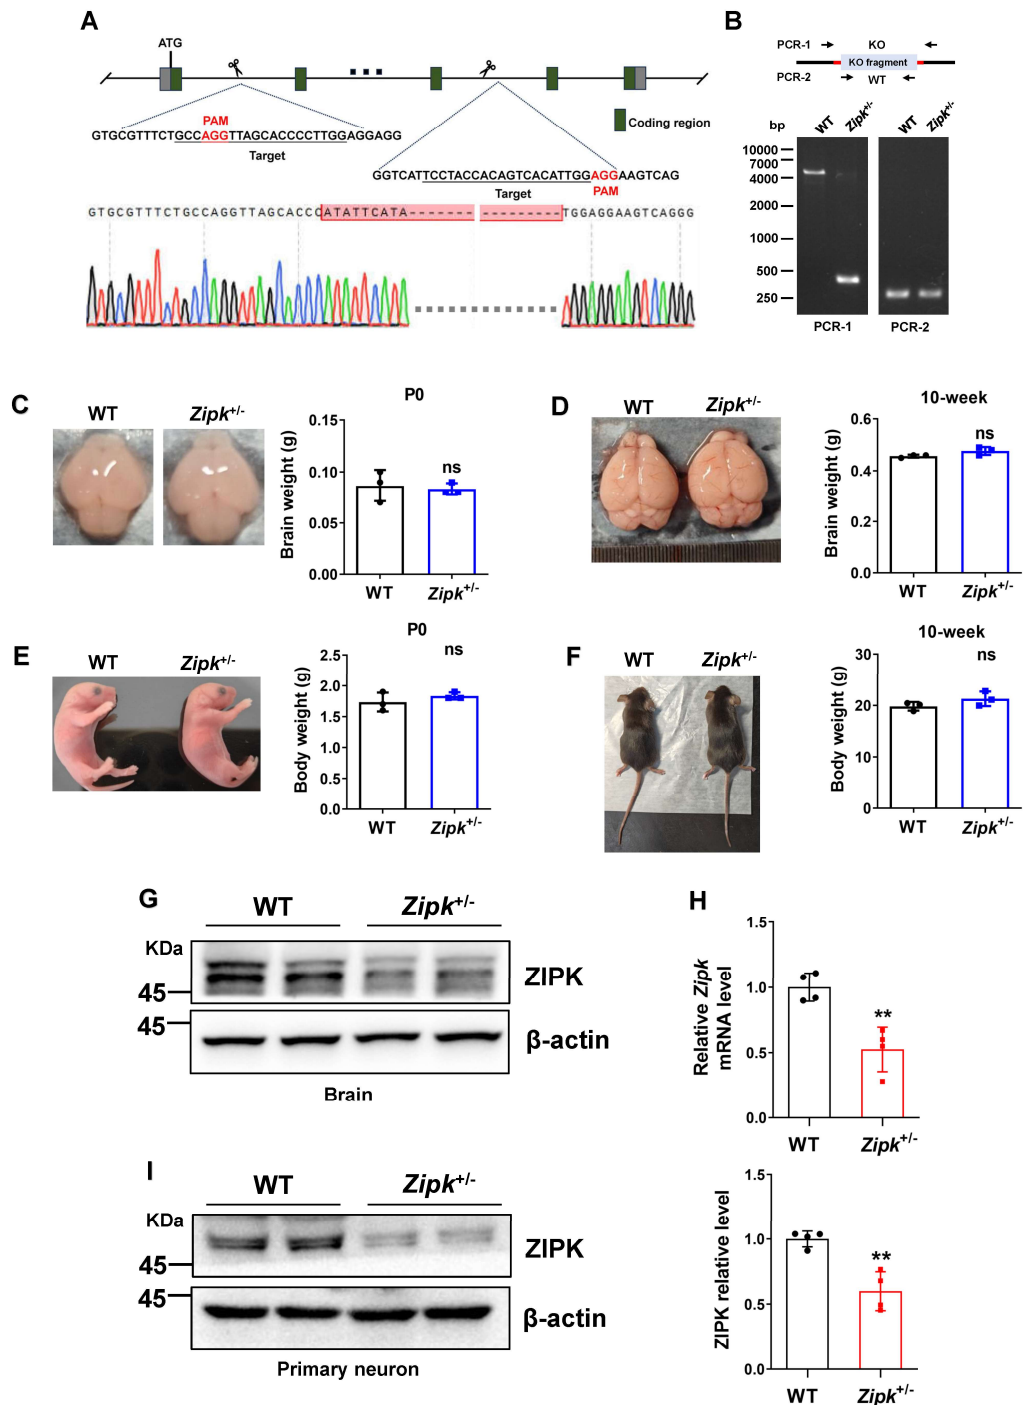 A
ATG
GTGCGTTTCTGCCAGGTTAGCACCCCTTGGAGGAGG
PAM
Target
Coding region
GGTCATTCCTACCACAGTCACATTGGAGGAAGTCAG
Target
PAM
GTGCGTTTCTGCCAGGTTAGCACCCATATTCATA-------- ----------TGGAGGAAGTCAGGG
B
PCR-1
KO
KO fragment
PCR-2
WT
bp
WT
Zipk+/-
WT
Zipk+/-
10000
7000
4000
2000
1000
500
250
PCR-1
PCR-2
C
WT
Zipk+/-
P0
Brain weight (g)
0.15
0.10
0.05
0.00
ns
WT
Zipk+/-
D
WT
Zipk+/-
10-week
Brain weight (g)
0.6
0.4
0.2
0.0
ns
WT
Zipk+/-
E
WT
Zipk+/-
P0
Body weight (g)
2.5
2.0
1.5
1.0
0.5
0.0
ns
WT
Zipk+/-
F
WT
Zipk+/-
10-week
Body weight (g)
30
20
10
0
ns
WT
Zipk+/-
G
WT
Zipk+/-
KDa
45
ZIPK
45
β-actin
Brain
H
Relative Zipk
mRNA level
1.5
1.0
0.5
0.0
**
WT
Zipk+/-
I
WT
Zipk+/-
KDa
45
ZIPK
45
β-actin
Primary neuron
ZIPK relative level
1.5
1.0
0.5
0.0
**
WT
Zipk+/-